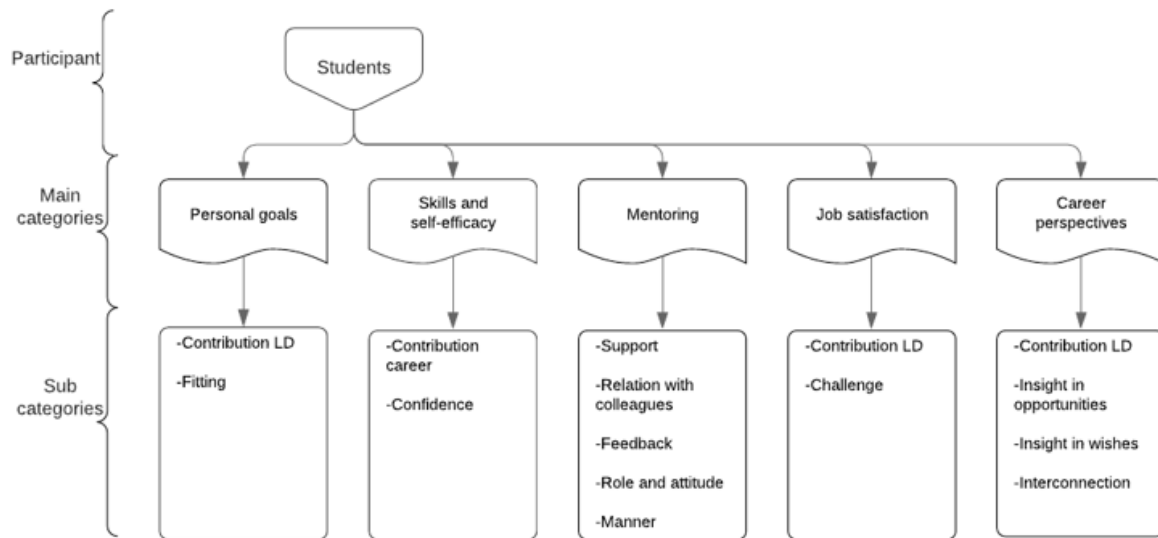 Participant
Students
Main
categories
Personal goals
Skills and
self-efficacy
Mentoring
Job satisfaction
Career
perspectives
Sub
categories
-Contribution LD
-Fitting
-Contribution
career
-Confidence
-Support
-Relation with
colleagues
-Feedback
-Role and attitude
-Manner
-Contribution LD
-Challenge
-Contribution LD
-Insight in
opportunities
-Insight in wishes
-Interconnection